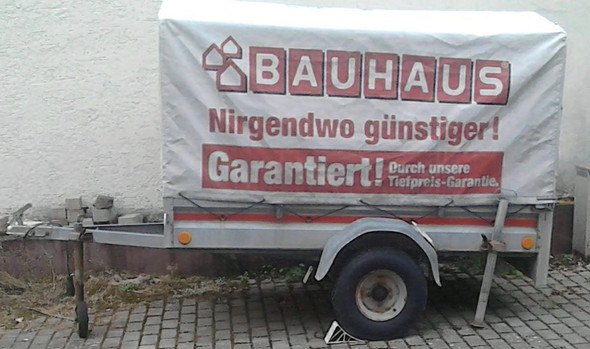 BAUHAUS
Nirgendwo günstiger!
Garantiert! Durch unsere
Tiefpreis-Garantie.